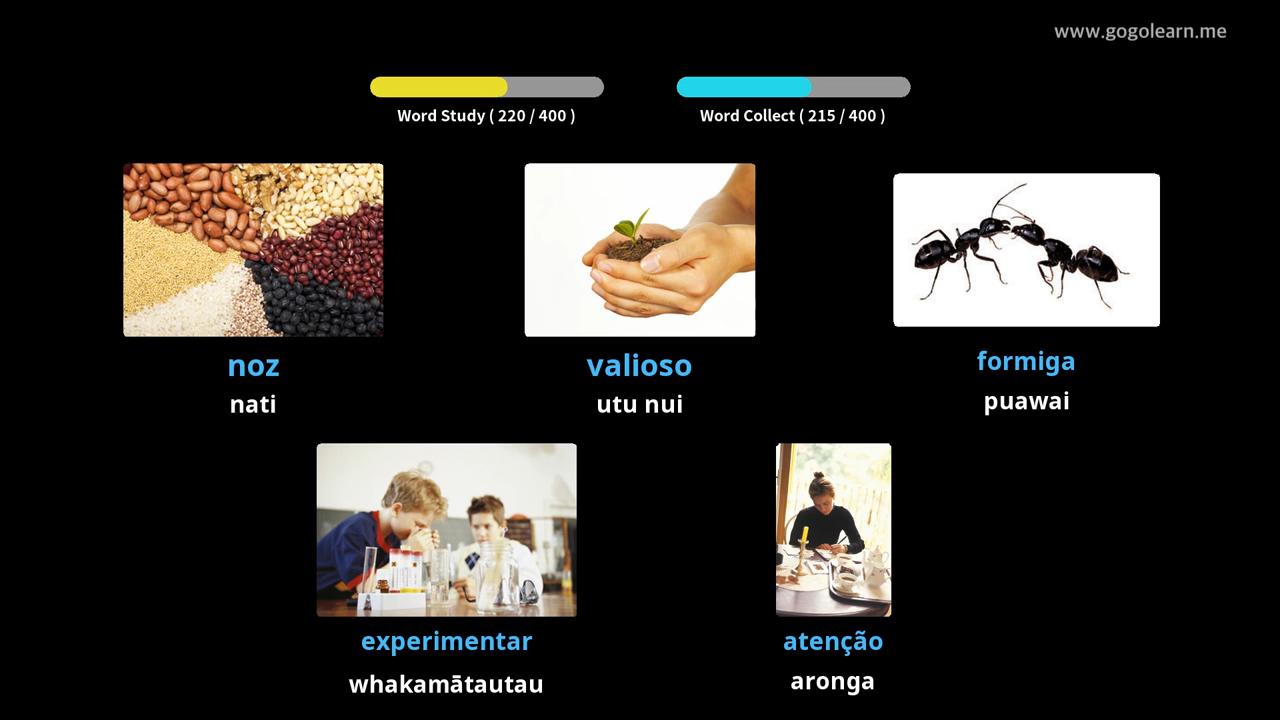 www.gogolearn.me
Word Study ( 220 / 400 )
Word Collect ( 215 / 400 )
noz
nati
valioso
utu nui
formiga
puawai
experimentar
whakamātautau
atenção
aronga